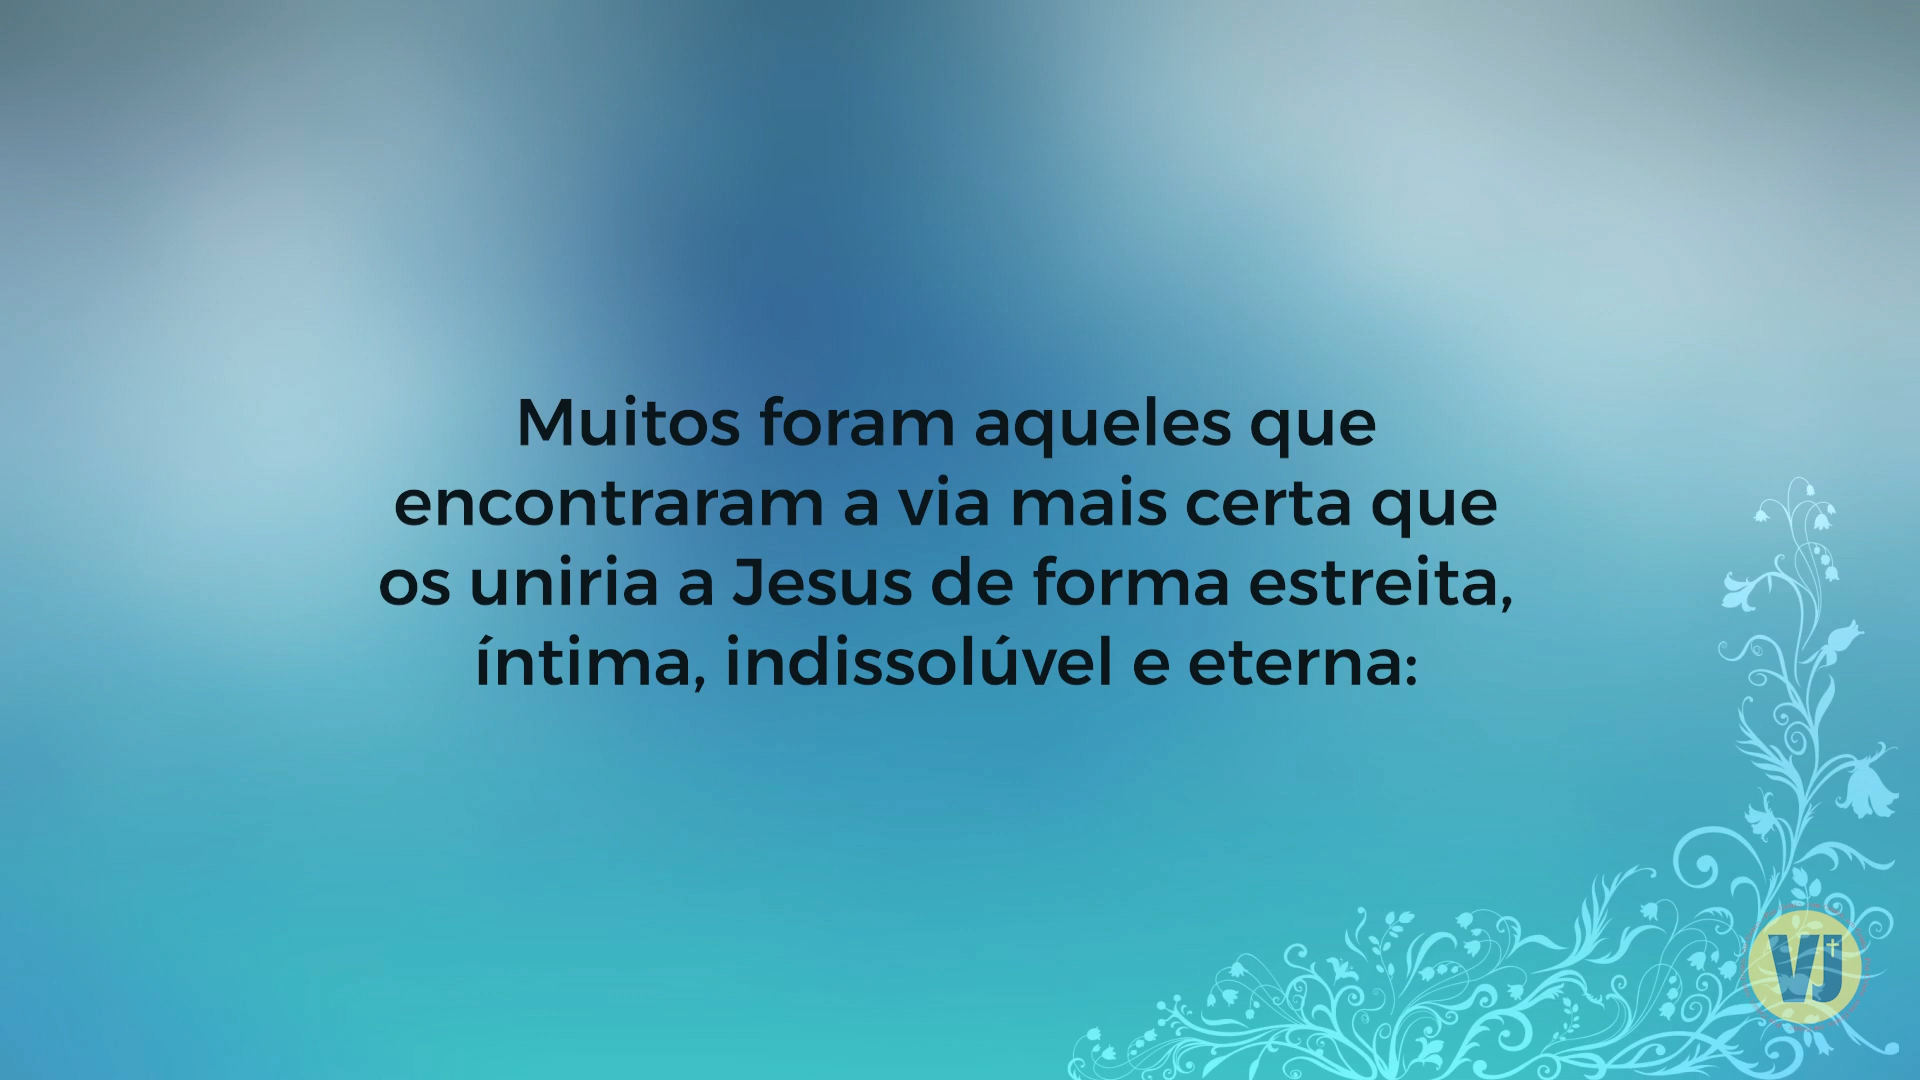 Muitos foram aqueles que
encontraram a via mais certa que
os uniria a Jesus de forma estreita,
íntima, indissolúvel e eterna:
VJ